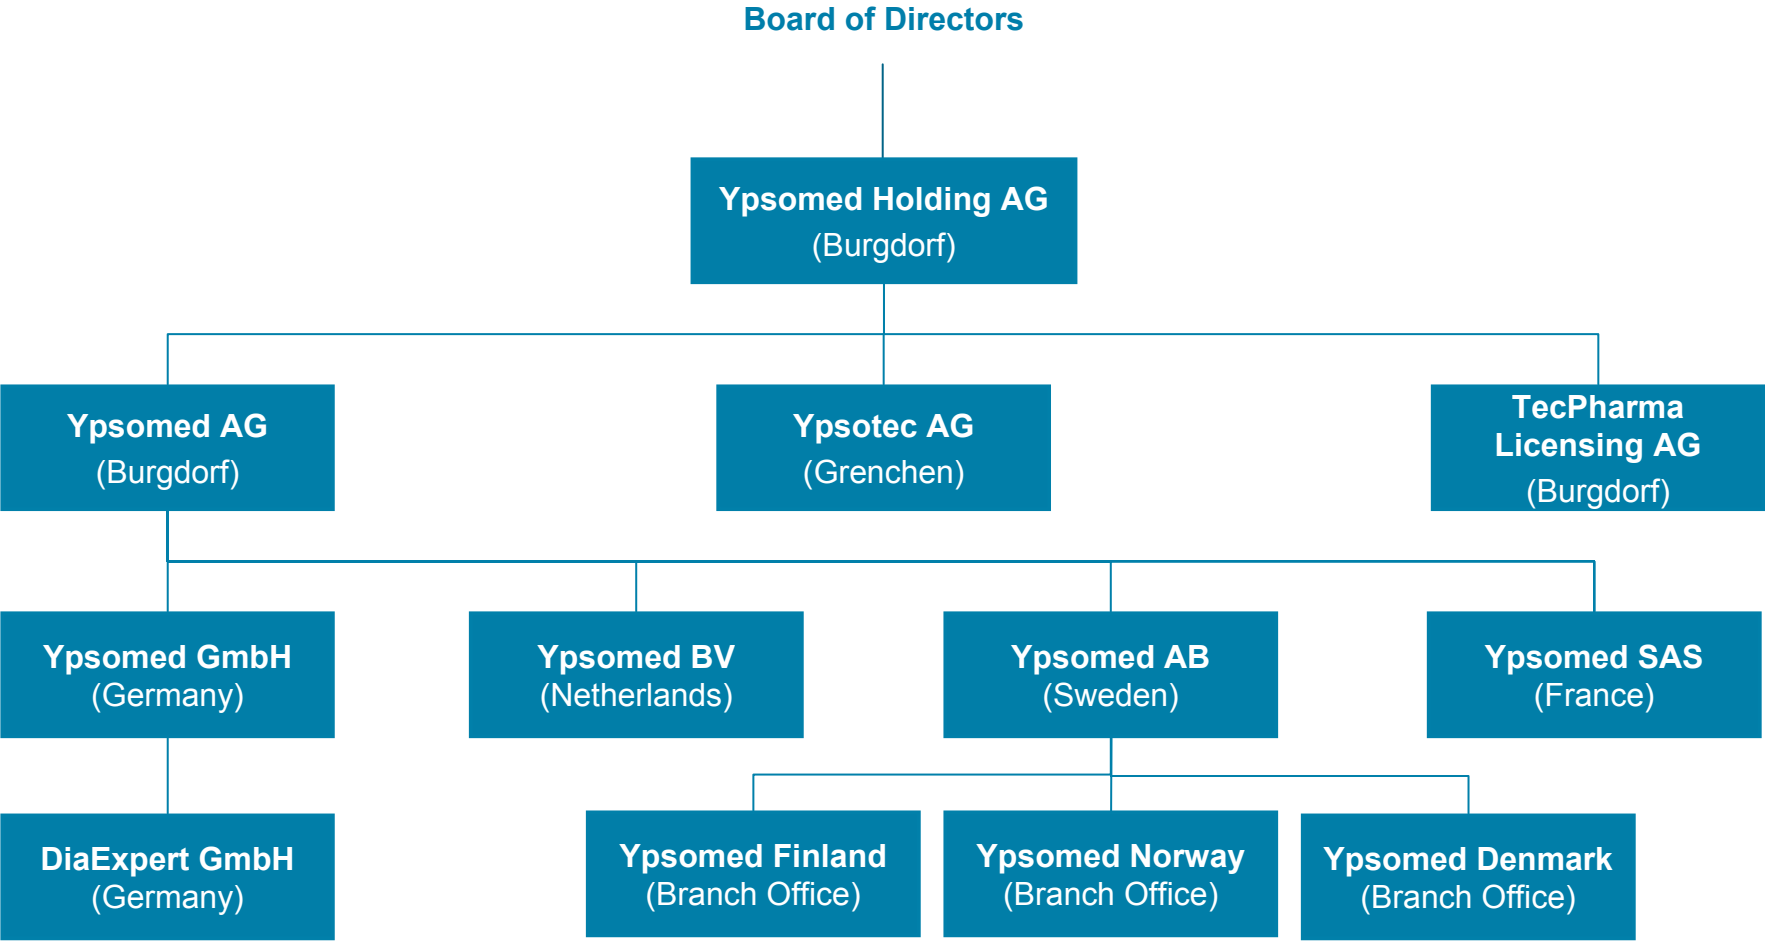 Board of Directors
Ypsomed Holding AG
(Burgdorf)
Ypsomed AG
(Burgdorf)
Ypsotec AG
(Grenchen)
TecPharma
Licensing AG
(Burgdorf)
Ypsomed GmbH
(Germany)
Ypsomed BV
(Netherlands)
Ypsomed AB
(Sweden)
Ypsomed SAS
(France)
DiaExpert GmbH
(Germany)
Ypsomed Finland
(Branch Office)
Ypsomed Norway
(Branch Office)
Ypsomed Denmark
(Branch Office)